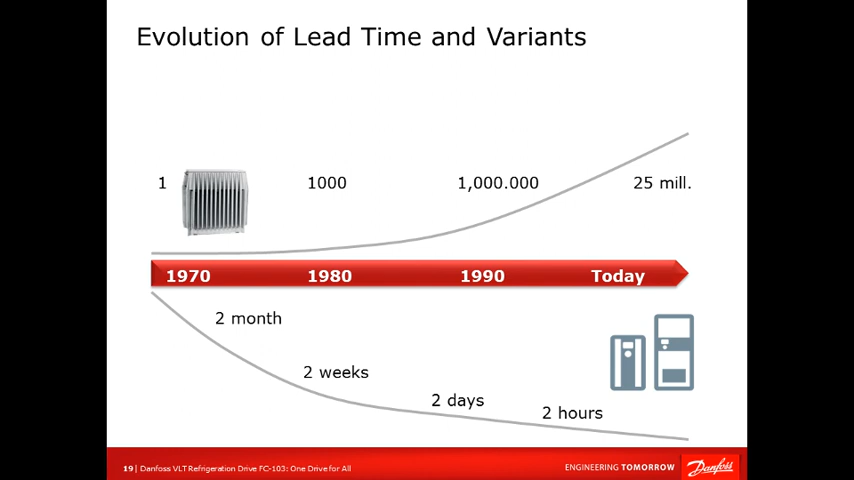 Evolution of Lead Time and Variants
1 1000 1,000.000 25 mill.
1970 1980 1990 Today
2 month
2 weeks
2 days
2 hours
19 | Danfoss VLT Refrigeration Drive FC-103: One Drive for All
ENGINEERING TOMORROW
Danfoss